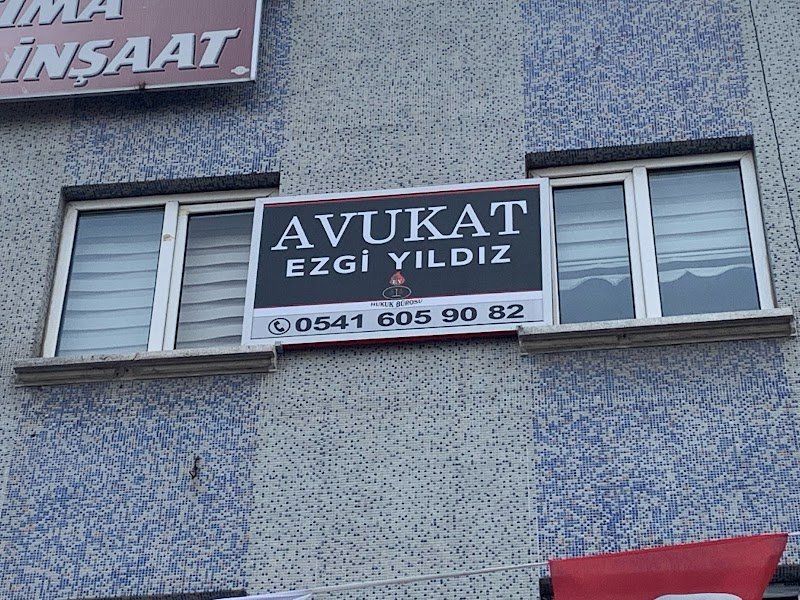 İNŞAAT
AVUKAT
EZGİ YILDIZ
HUKUK BÜROSU
0541 605 90 82